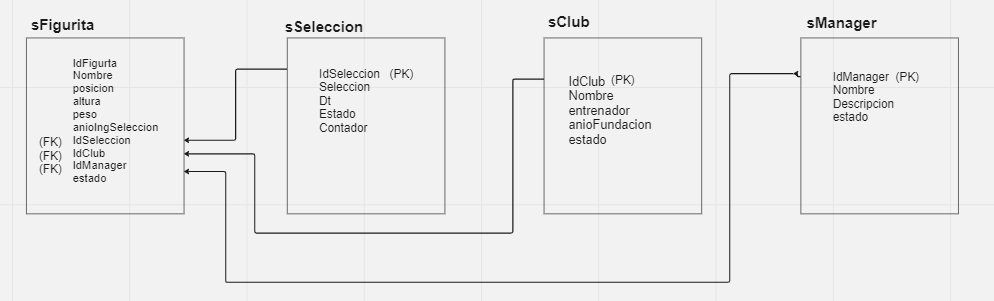 sFigurita
IdFigurta
Nombre
posicion
altura
peso
anioIngSeleccion
(FK) IdSeleccion
(FK) IdClub
(FK) IdManager
estado
sSeleccion
IdSeleccion (PK)
Seleccion
Dt
Estado
Contador
sClub
IdClub (PK)
Nombre
entrenador
anioFundacion
estado
sManager
IdManager (PK)
Nombre
Descripcion
estado